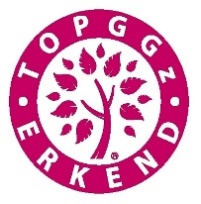 · TOPGGz ·
ERKEND
®